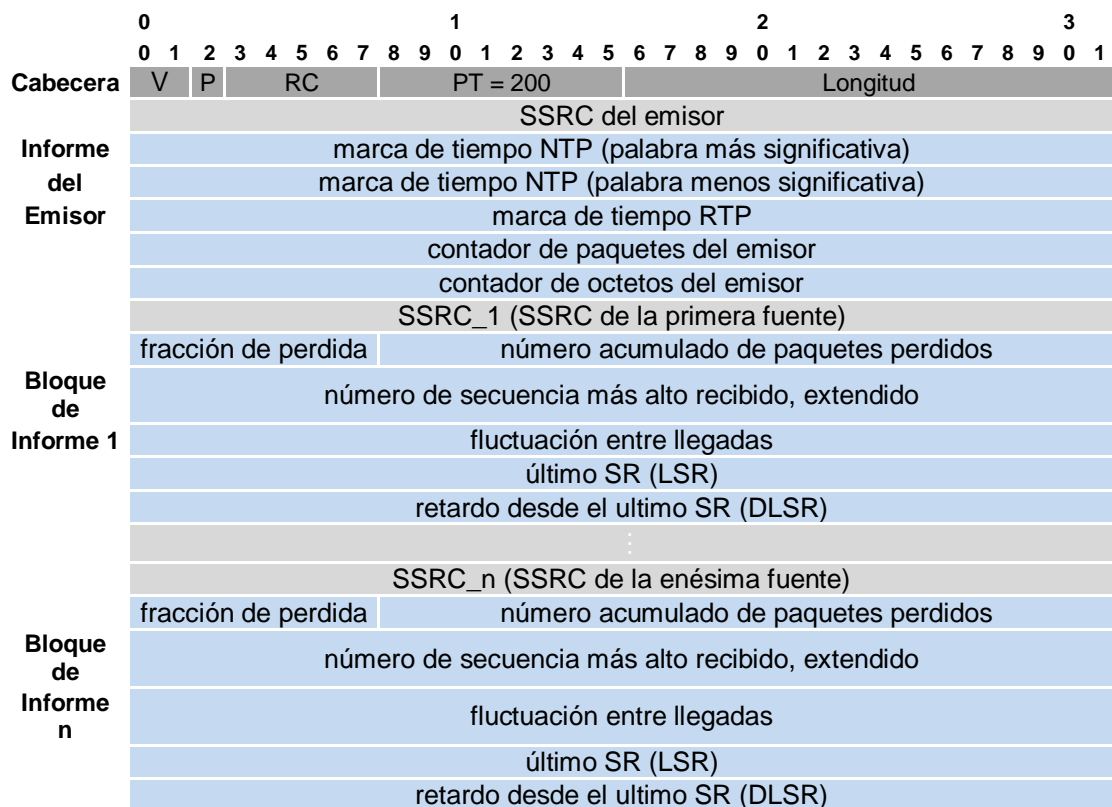 0 1 2 3
0 1 2 3 4 5 6 7 8 9 0 1 2 3 4 5 6 7 8 9 0 1 2 3 4 5 6 7 8 9 0 1
Cabecera V P RC PT = 200 Longitud
SSRC del emisor
Informe marca de tiempo NTP (palabra más significativa)
del marca de tiempo NTP (palabra menos significativa)
Emisor marca de tiempo RTP
contador de paquetes del emisor
contador de octetos del emisor
SSRC_1 (SSRC de la primera fuente)
fracción de perdida número acumulado de paquetes perdidos
Bloque
de número de secuencia más alto recibido, extendido
Informe 1 fluctuación entre llegadas
último SR (LSR)
retardo desde el ultimo SR (DLSR)
⋮
SSRC_n (SSRC de la enésima fuente)
fracción de perdida número acumulado de paquetes perdidos
Bloque
de número de secuencia más alto recibido, extendido
Informe
n fluctuación entre llegadas
último SR (LSR)
retardo desde el ultimo SR (DLSR)